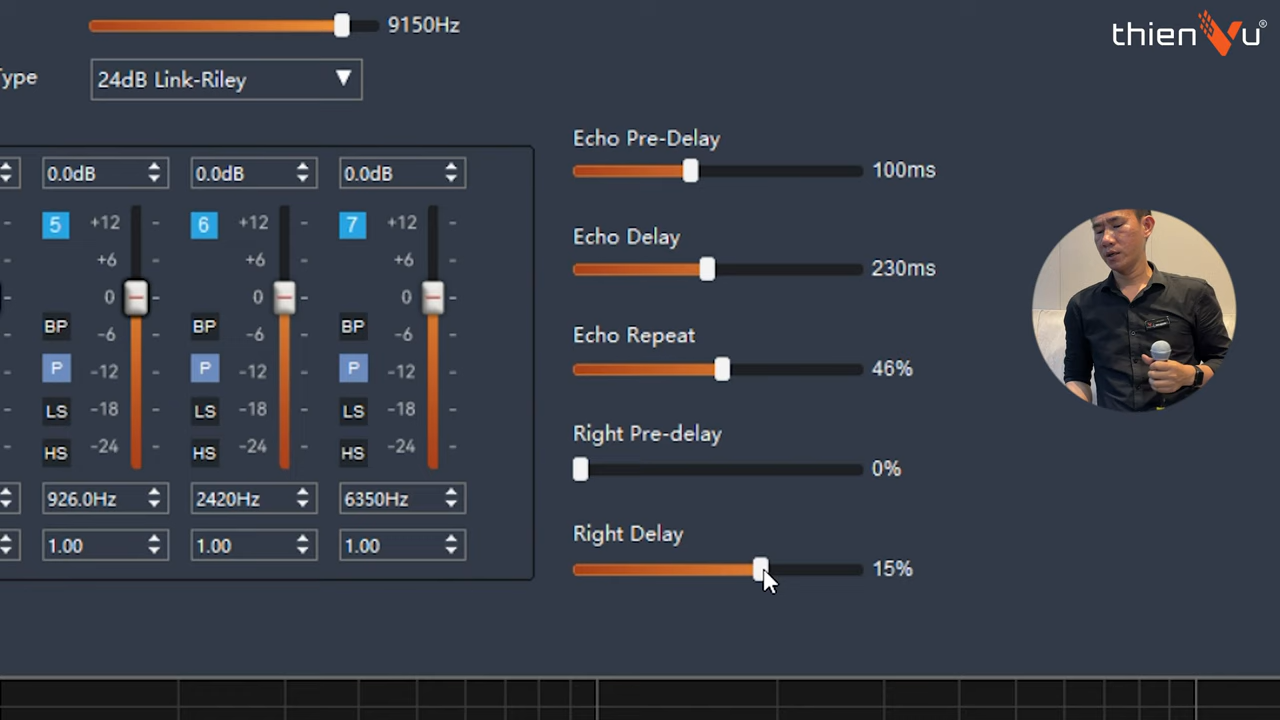 9150Hz
thienVu®
Type
24dB Link-Riley
0.0dB
0.0dB
0.0dB
5
+12
+6
0
-6
-12
-18
-24
BP
P
LS
HS
6
+12
+6
0
-6
-12
-18
-24
BP
P
LS
HS
7
+12
+6
0
-6
-12
-18
-24
BP
P
LS
HS
926.0Hz
2420Hz
6350Hz
1.00
1.00
1.00
Echo Pre-Delay
100ms
Echo Delay
230ms
Echo Repeat
46%
Right Pre-delay
0%
Right Delay
15%